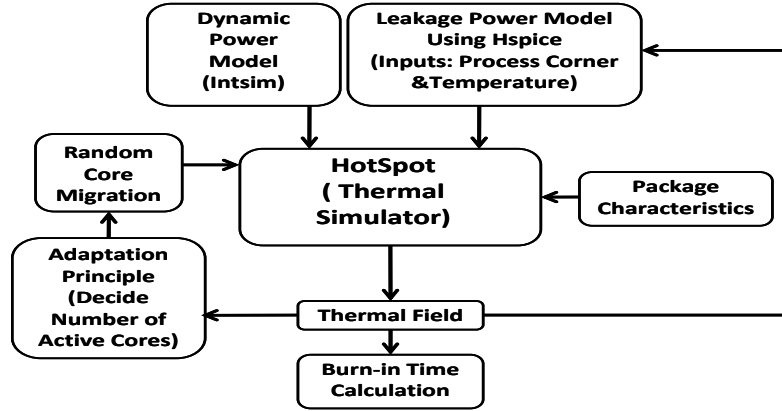 Dynamic
Power
Model
(Intsim)
Leakage Power Model
Using Hspice
(Inputs: Process Corner
&Temperature)
Random
Core
Migration
HotSpot
( Thermal
Simulator)
Package
Characteristics
Adaptation
Principle
(Decide
Number of
Active Cores)
Thermal Field
Burn-in Time
Calculation